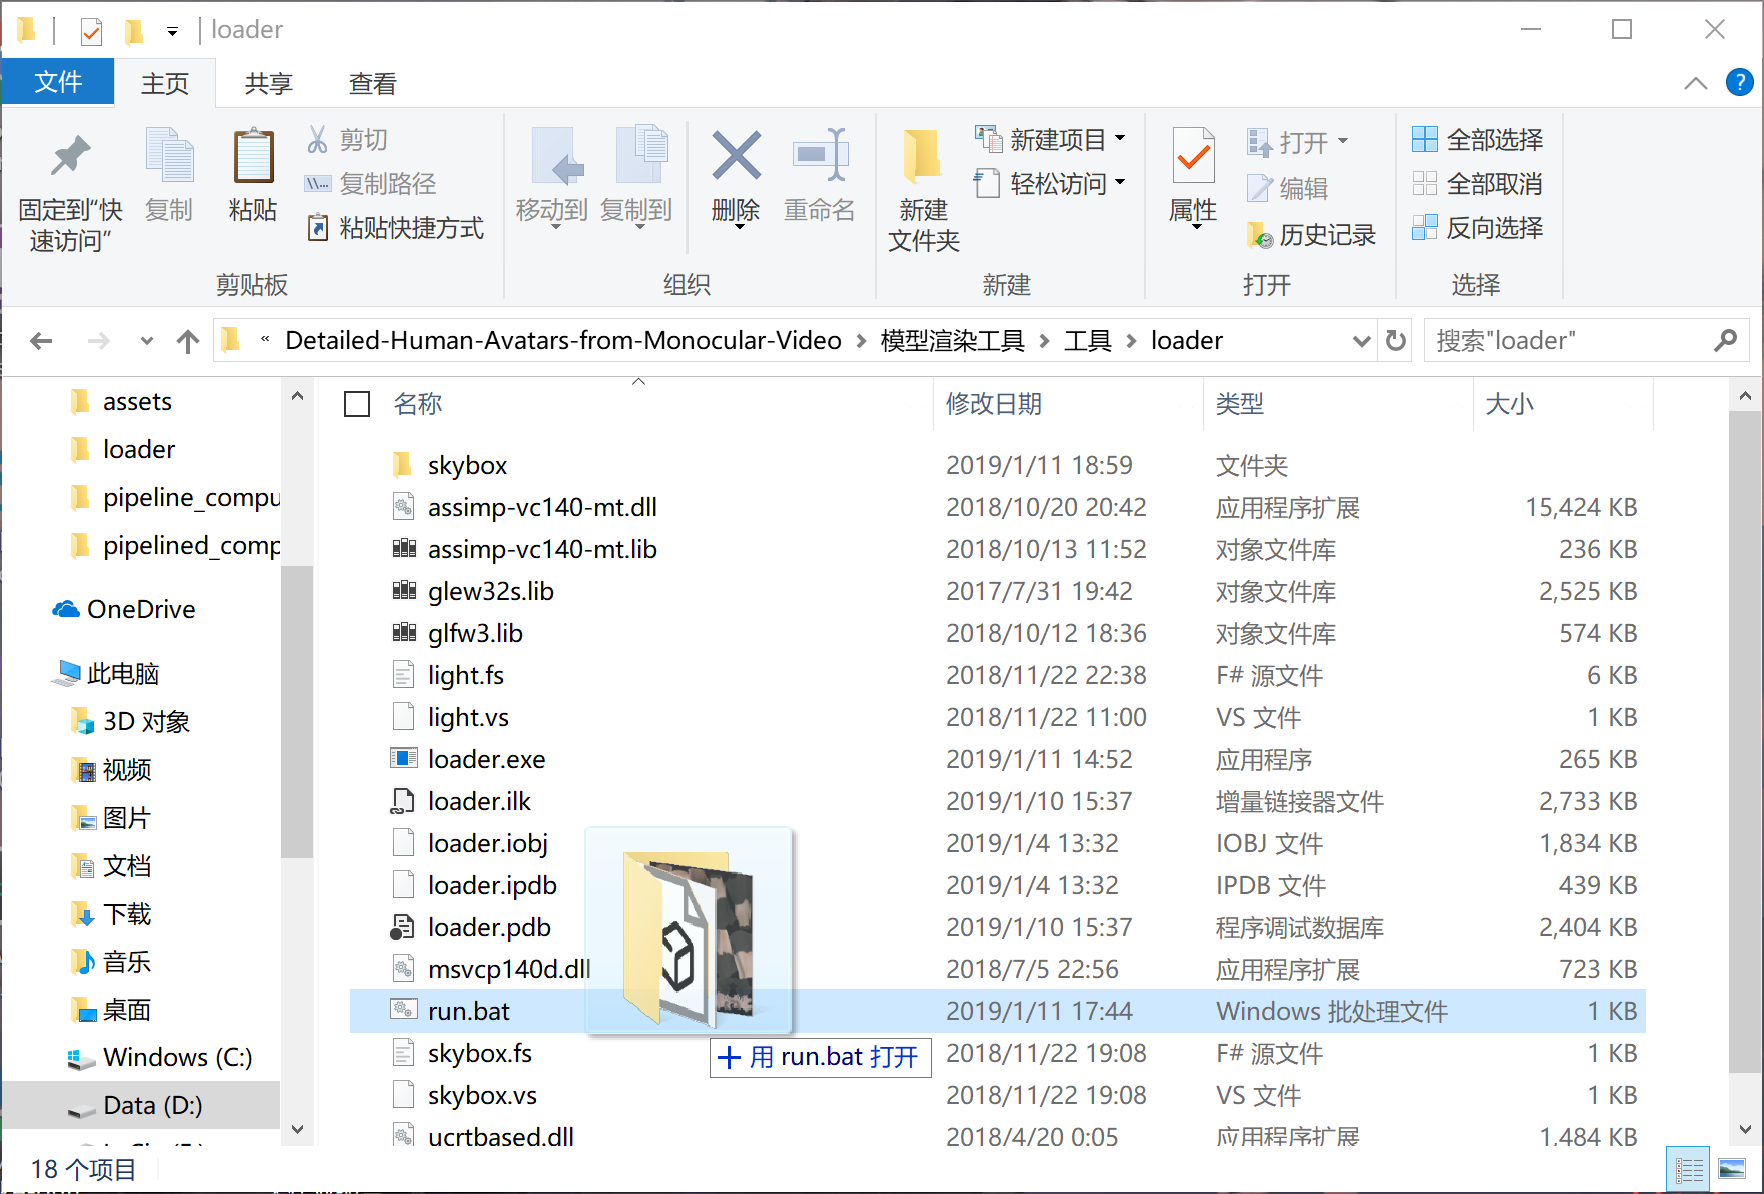 loader
文件 主页 共享 查看
固定到“快速访问”
复制
粘贴
剪切
复制路径
粘贴快捷方式
剪贴板
移动到
复制到
删除
重命名
组织
新建文件夹
新建项目
轻松访问
新建
属性
打开
编辑
历史记录
打开
全部选择
全部取消
反向选择
选择
« Detailed-Human-Avatars-from-Monocular-Video > 模型渲染工具 > 工具 > loader
搜索"loader"
assets
loader
pipeline_compu
pipelined_comp
OneDrive
此电脑
3D 对象
视频
图片
文档
下载
音乐
桌面
Windows (C:)
Data (D:)
名称 修改日期 类型 大小
skybox 2019/1/11 18:59 文件夹
assimp-vc140-mt.dll 2018/10/20 20:42 应用程序扩展 15,424 KB
assimp-vc140-mt.lib 2018/10/13 11:52 对象文件库 236 KB
glew32s.lib 2017/7/31 19:42 对象文件库 2,525 KB
glfw3.lib 2018/10/12 18:36 对象文件库 574 KB
light.fs 2018/11/22 22:38 F# 源文件 6 KB
light.vs 2018/11/22 11:00 VS 文件 1 KB
loader.exe 2019/1/11 14:52 应用程序 265 KB
loader.ilk 2019/1/10 15:37 增量链接器文件 2,733 KB
loader.iobj 2019/1/4 13:32 IOBJ 文件 1,834 KB
loader.ipdb 2019/1/4 13:32 IPDB 文件 439 KB
loader.pdb 2019/1/10 15:37 程序调试数据库 2,404 KB
msvcp140d.dll 2018/7/5 22:56 应用程序扩展 723 KB
run.bat 2019/1/11 17:44 Windows 批处理文件 1 KB
skybox.fs 2018/11/22 19:08 F# 源文件 1 KB
用 run.bat 打开
skybox.vs 2018/11/22 19:08 VS 文件 1 KB
ucrtbased.dll 2018/4/20 0:05 应用程序扩展 1,484 KB
18 个项目